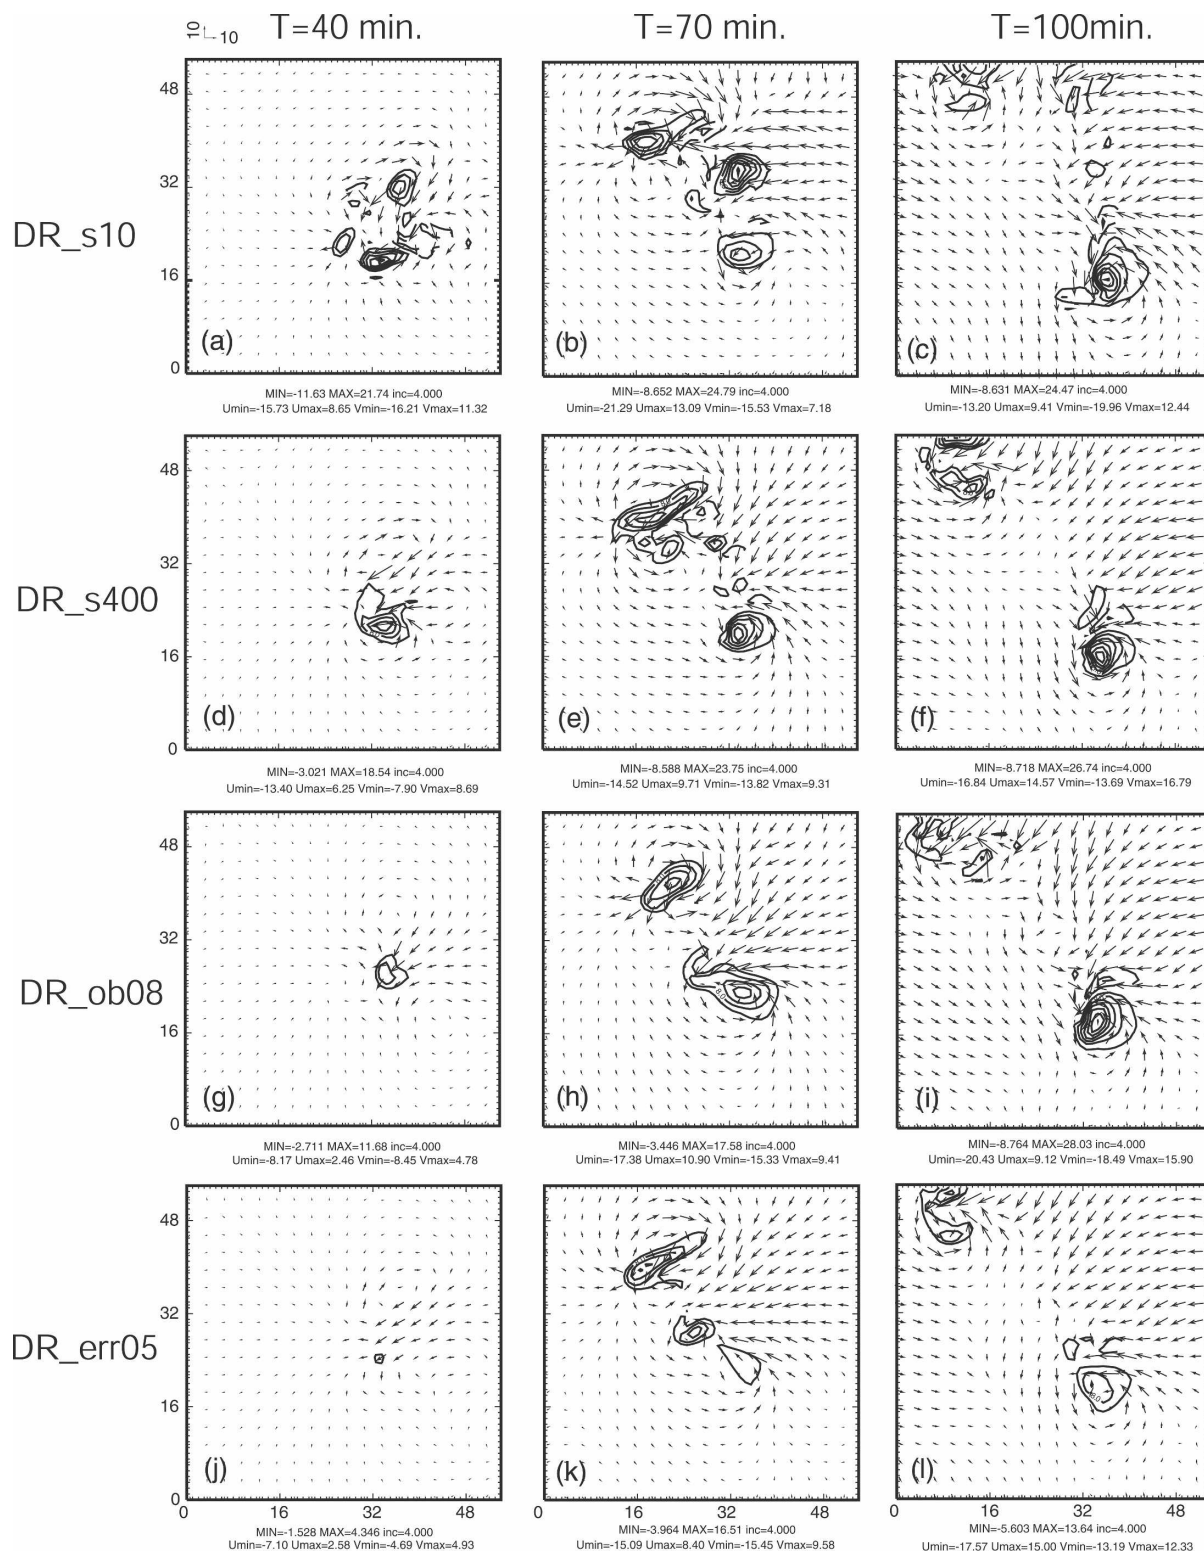 T=40 min. T=70 min. T=100min.
10
10
DR_s10
48
32
16
0
(a) (b) (c)
MIN=-11.63 MAX=21.74 inc=4.000
Umin=-15.73 Umax=8.65 Vmin=-16.21 Vmax=11.32
MIN=-8.652 MAX=24.79 inc=4.000
Umin=-21.29 Umax=13.09 Vmin=-15.53 Vmax=7.18
MIN=-8.631 MAX=24.47 inc=4.000
Umin=-13.20 Umax=9.41 Vmin=-19.96 Vmax=12.44
DR_s400
48
32
16
0
(d) (e) (f)
MIN=-3.021 MAX=18.54 inc=4.000
Umin=-13.40 Umax=6.25 Vmin=-7.90 Vmax=8.69
MIN=-8.588 MAX=23.75 inc=4.000
Umin=-14.52 Umax=9.71 Vmin=-13.82 Vmax=9.31
MIN=-8.718 MAX=26.74 inc=4.000
Umin=-16.84 Umax=14.57 Vmin=-13.69 Vmax=16.79
DR_ob08
48
32
16
0
8.0
(g) (h) (i)
MIN=-2.711 MAX=11.68 inc=4.000
Umin=-8.17 Umax=2.46 Vmin=-8.45 Vmax=4.78
MIN=-3.446 MAX=17.58 inc=4.000
Umin=-17.38 Umax=10.90 Vmin=-15.33 Vmax=9.41
MIN=-8.764 MAX=28.03 inc=4.000
Umin=-20.43 Umax=9.12 Vmin=-18.49 Vmax=15.90
DR_err05
48
32
16
0
8.0
(j) (k) (l)
0 16 32 48 0 16 32 48 0 16 32 48
MIN=-1.528 MAX=4.346 inc=4.000
Umin=-7.10 Umax=2.58 Vmin=-4.69 Vmax=4.93
MIN=-3.964 MAX=16.51 inc=4.000
Umin=-15.09 Umax=8.40 Vmin=-15.45 Vmax=9.58
MIN=-5.603 MAX=13.64 inc=4.000
Umin=-17.57 Umax=15.00 Vmin=-13.19 Vmax=12.33